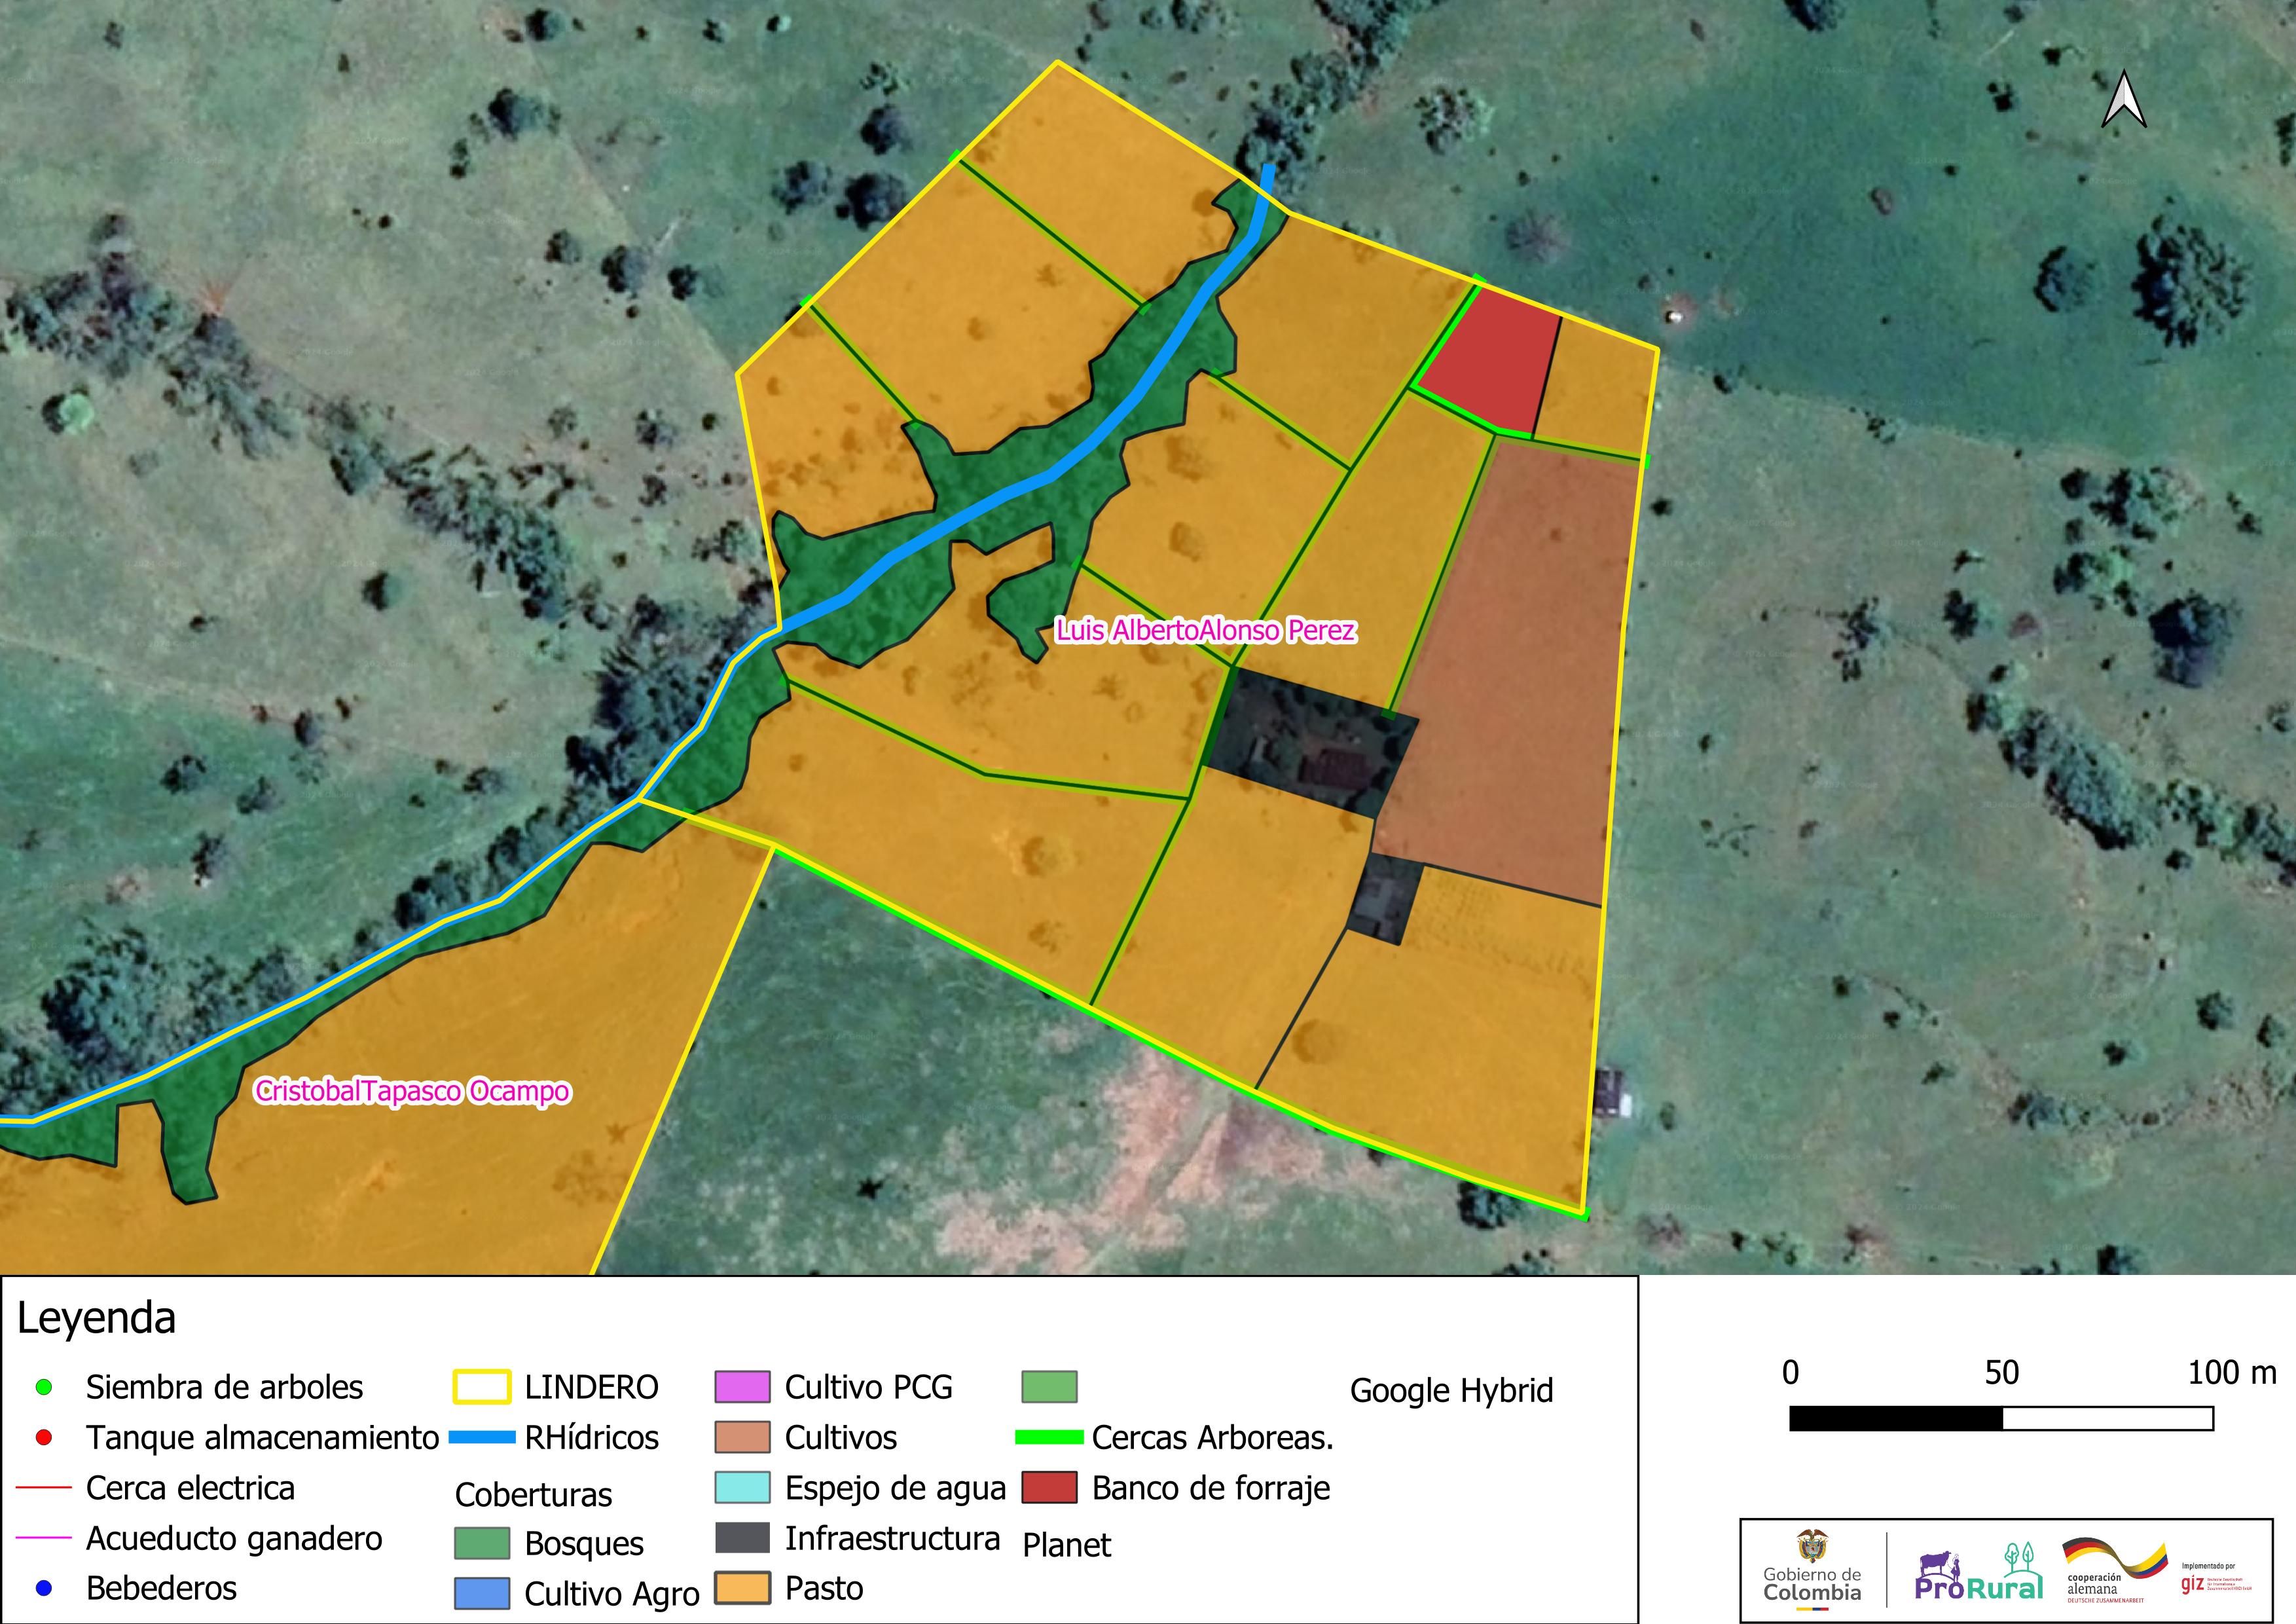 Luis AlbertoAlonso Perez
CristobalTapasco Ocampo
Leyenda
Siembra de arboles
Tanque almacenamiento
Cerca electrica
Acueducto ganadero
Bebederos
LINDERO
RHídricos
Coberturas
Bosques
Cultivo Agro
Cultivo PCG
Cultivos
Espejo de agua
Infraestructura
Pasto
Cercas Arboreas.
Banco de forraje
Planet
Google Hybrid
0 50 100 m
Gobierno de
Colombia
ProRural
cooperación
alemana
DEUTSCHE ZUSAMMENARBEIT
Implementado por
giz